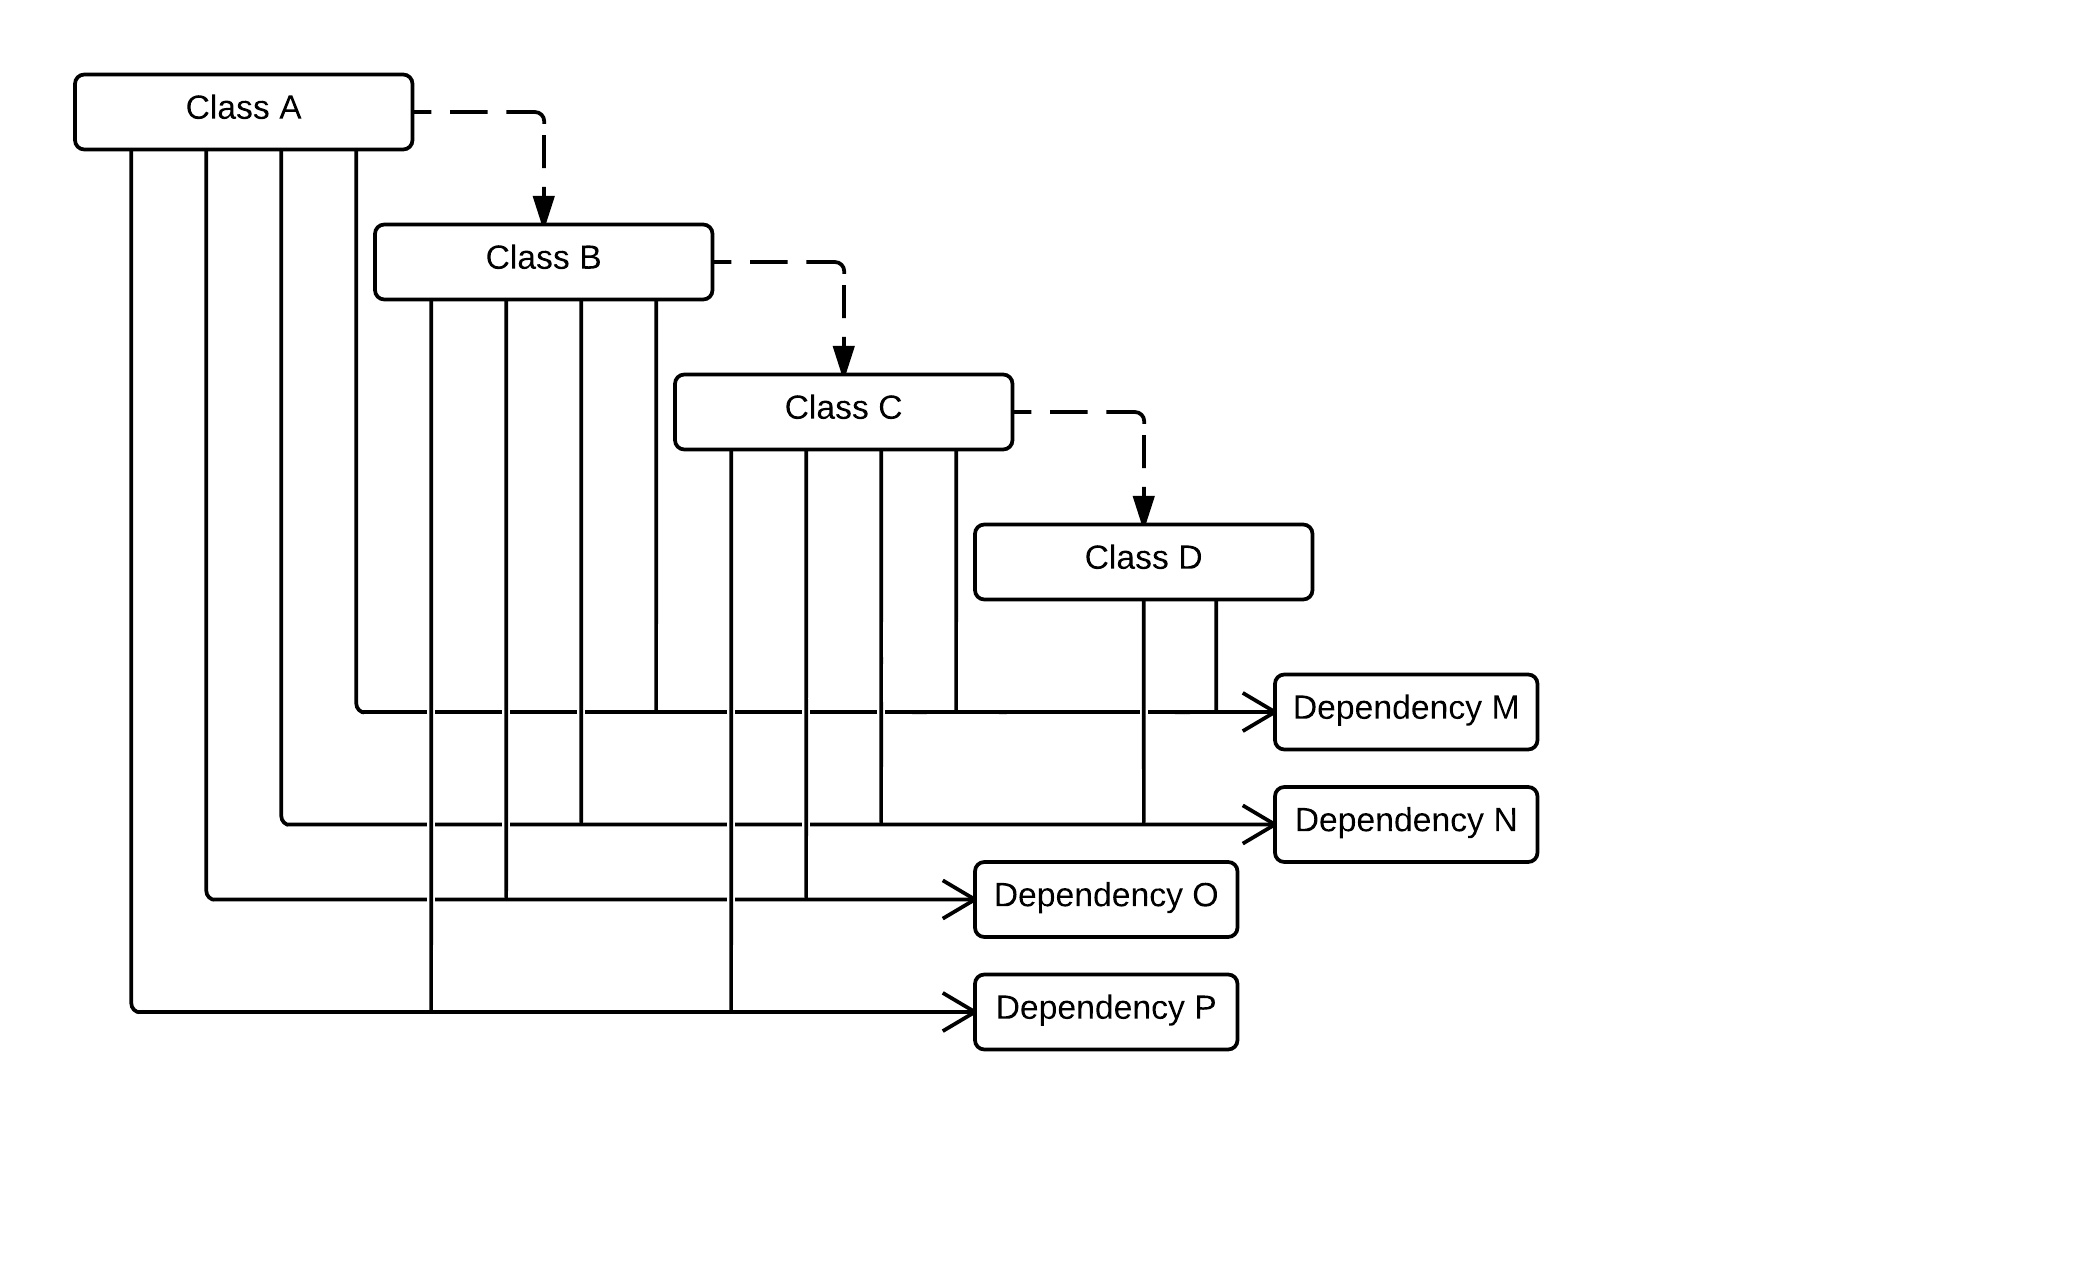 Class A
Class B
Class C
Class D
Dependency M
Dependency N
Dependency O
Dependency P